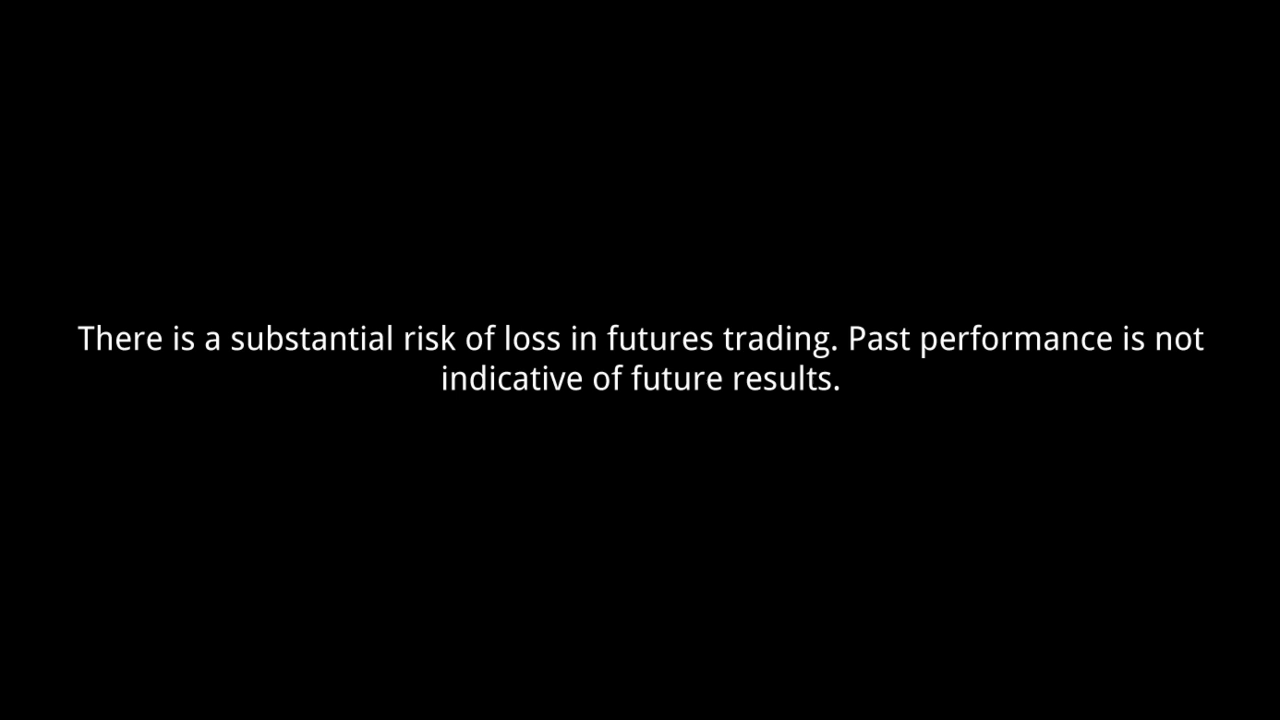 There is a substantial risk of loss in futures trading. Past performance is not
indicative of future results.